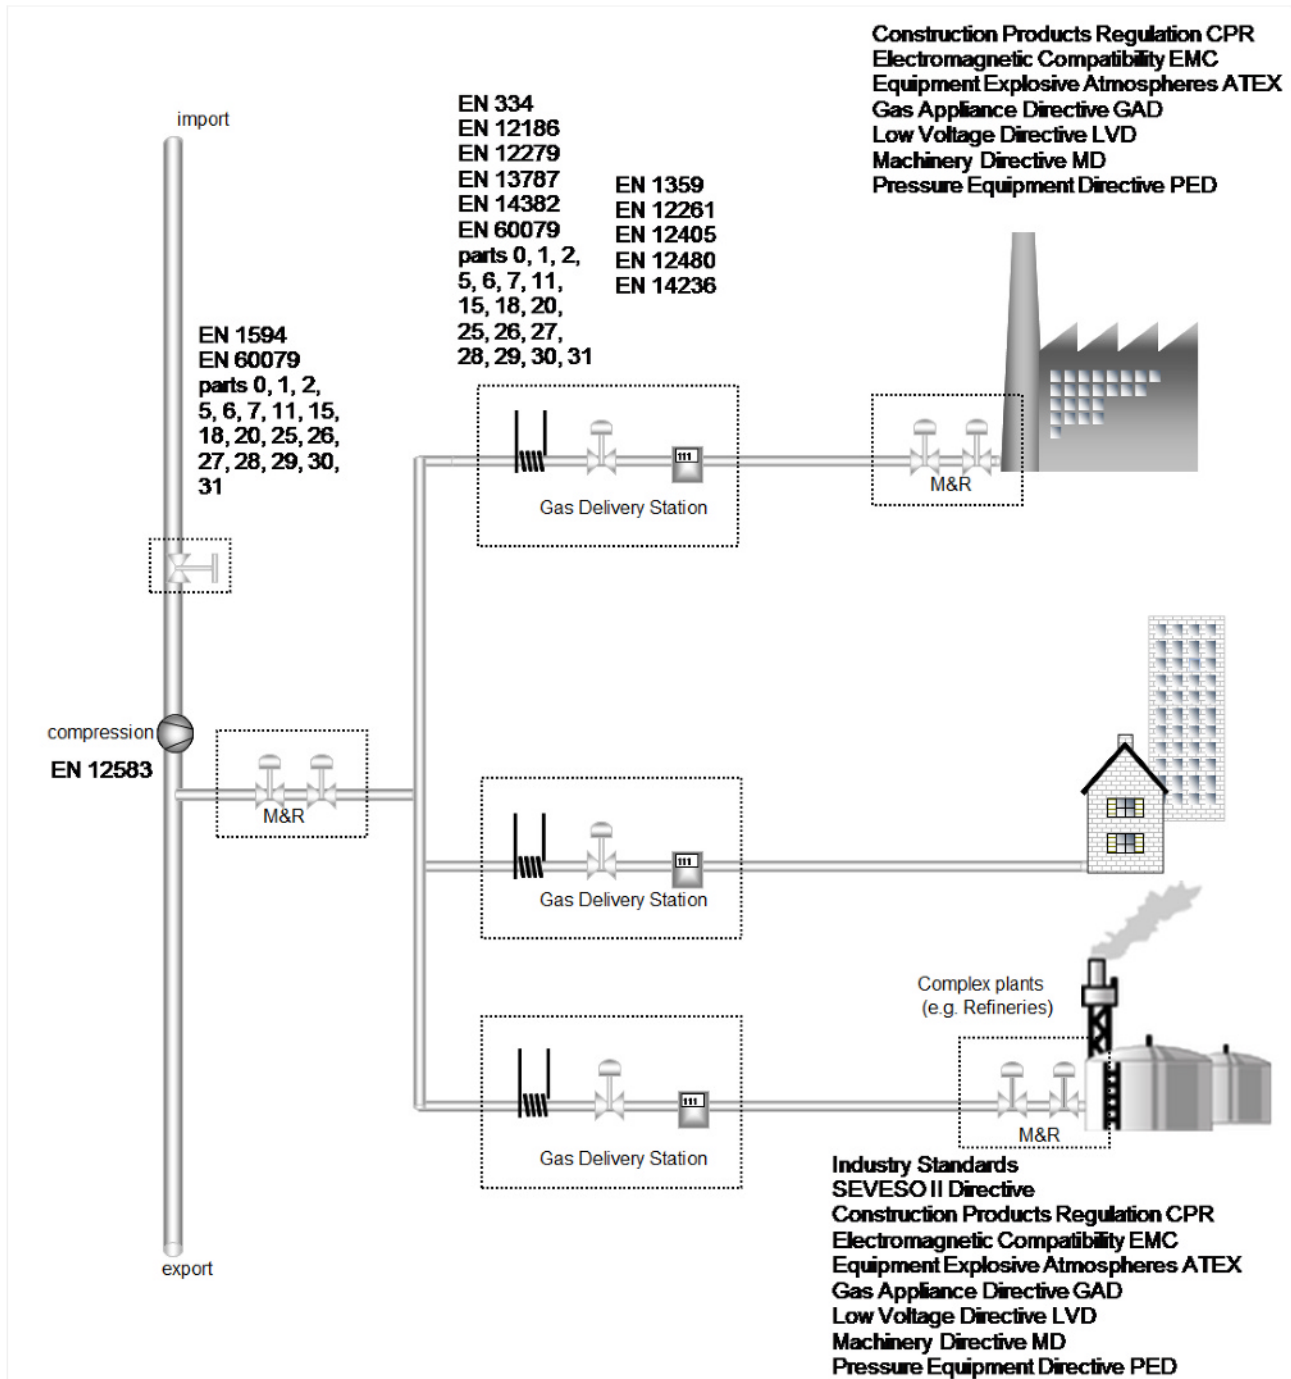 Construction Products Regulation CPR
Electromagnetic Compatibility EMC
Equipment Explosive Atmospheres ATEX
Gas Appliance Directive GAD
Low Voltage Directive LVD
Machinery Directive MD
Pressure Equipment Directive PED
import
EN 334
EN 12186
EN 12279
EN 13787
EN 14382
EN 60079
parts 0, 1, 2,
5, 6, 7, 11,
15, 18, 20,
25, 26, 27,
28, 29, 30, 31
EN 1359
EN 12261
EN 12405
EN 12480
EN 14236
EN 1594
EN 60079
parts 0, 1, 2,
5, 6, 7, 11, 15,
18, 20, 25, 26,
27, 28, 29, 30,
31
111
Gas Delivery Station
M&R
compression
EN 12583
M&R
111
Gas Delivery Station
Complex plants
(e.g. Refineries)
111
Gas Delivery Station
M&R
Industry Standards
SEVESO II Directive
Construction Products Regulation CPR
Electromagnetic Compatibility EMC
Equipment Explosive Atmospheres ATEX
Gas Appliance Directive GAD
Low Voltage Directive LVD
Machinery Directive MD
Pressure Equipment Directive PED
export